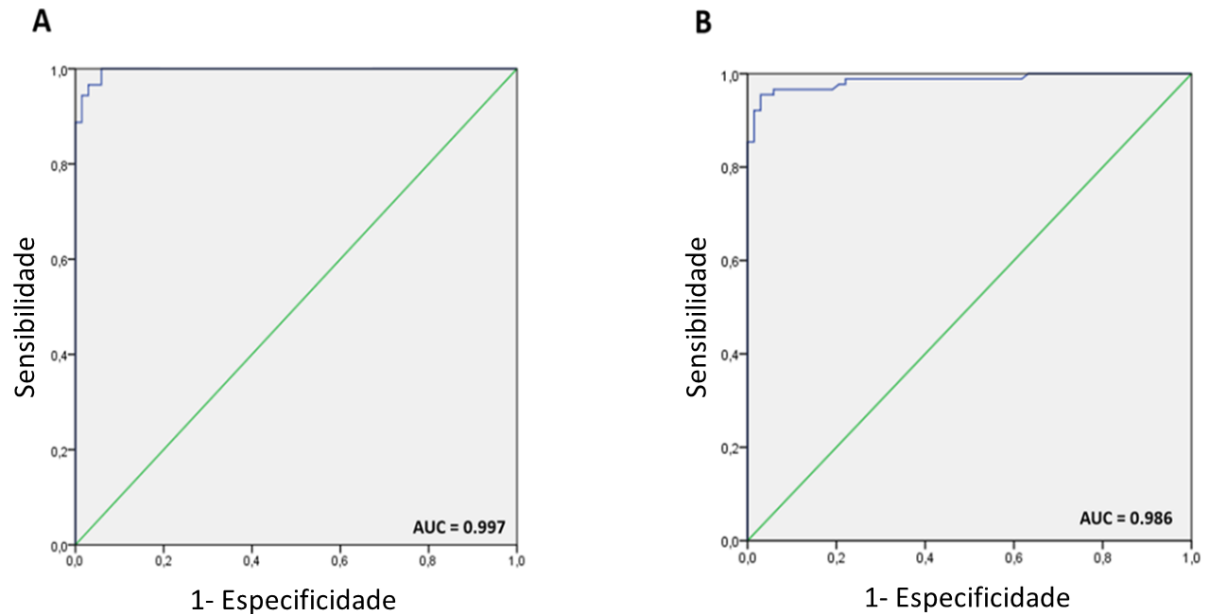 A
1,0
0,8
0,6
0,4
0,2
0,0
0,0 0,2 0,4 0,6 0,8 1,0
Sensibilidade
1- Especificidade
AUC = 0.997
B
1,0
0,8
0,6
0,4
0,2
0,0
0,0 0,2 0,4 0,6 0,8 1,0
Sensibilidade
1- Especificidade
AUC = 0.986